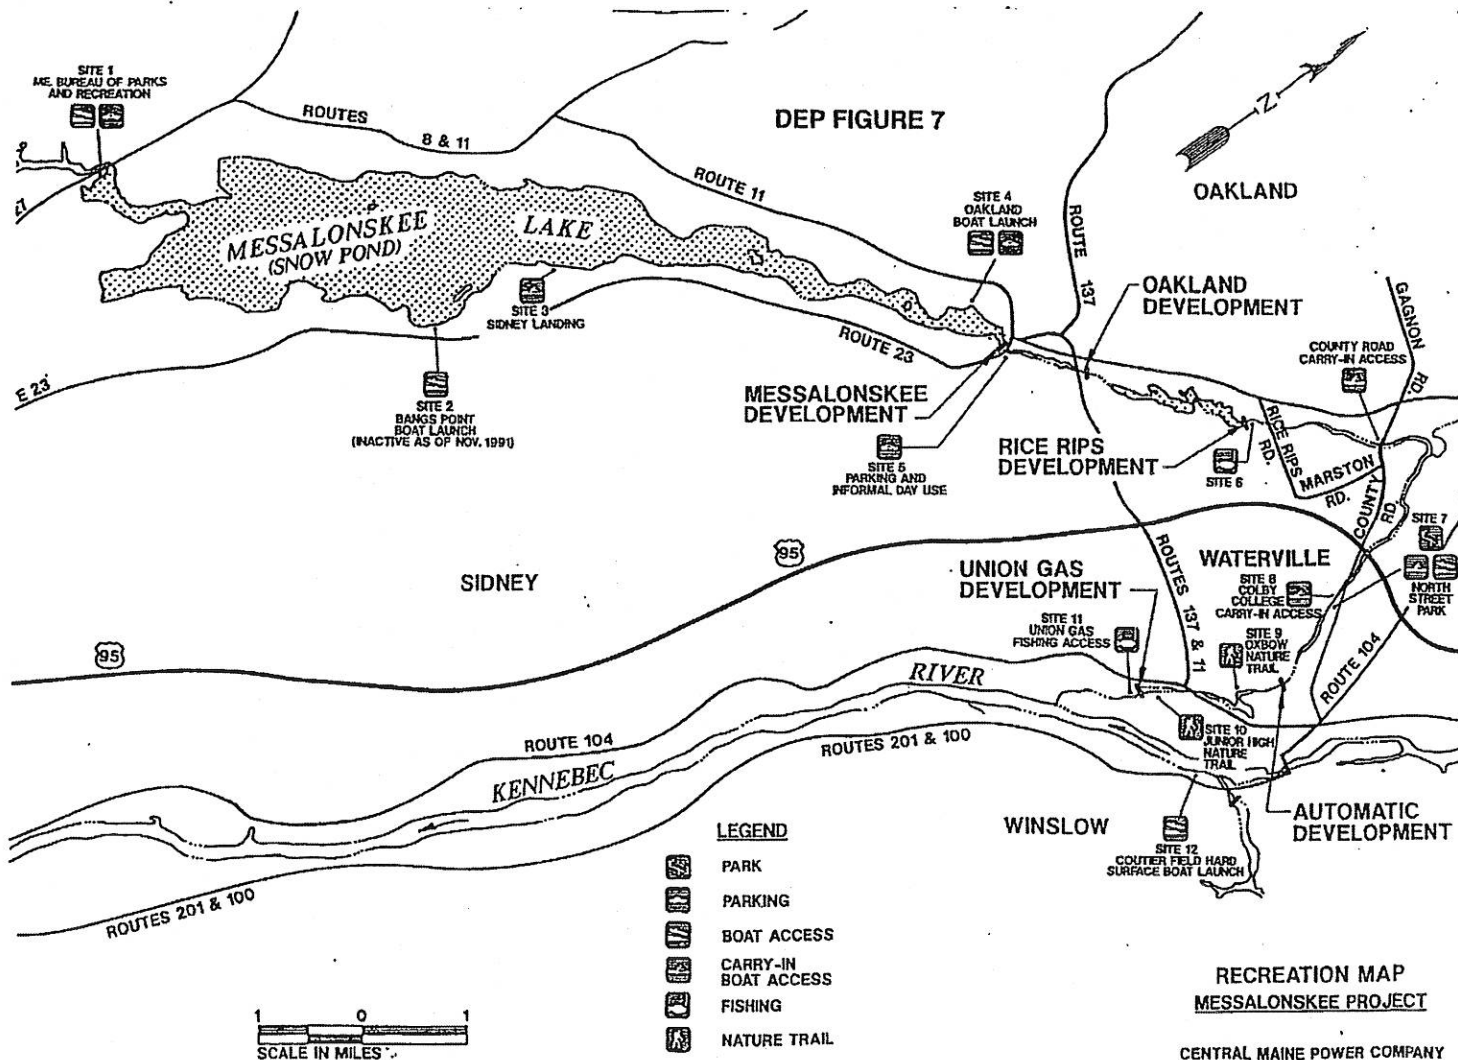 SITE 1
ME. BUREAU OF PARKS
AND RECREATION
ROUTES
8 & 11
DEP FIGURE 7
N
OAKLAND
ROUTE 11
SITE 4
OAKLAND
BOAT LAUNCH
ROUTE
137
MESSALONSKEE
(SNOW POND)
LAKE
OAKLAND
DEVELOPMENT
GAGNON
RD.
COUNTY ROAD
CARRY-IN ACCESS
SITE 3
SIDNEY LANDING
ROUTE 23
E 23
SITE 2
BANGS POINT
BOAT LAUNCH
(INACTIVE AS OF NOV. 1991)
MESSALONSKEE
DEVELOPMENT
SITE 5
PARKING AND
INFORMAL DAY USE
RICE RIPS
DEVELOPMENT
SITE 6
RICE RIPS
RD.
MARSTON
RD.
COUNTY
RD.
SITE 7
NORTH
STREET
PARK
95
SIDNEY
UNION GAS
DEVELOPMENT
ROUTES
137 & 11
WATERVILLE
SITE 8
COLBY
COLLEGE
CARRY-IN ACCESS
SITE 11
UNION GAS
FISHING ACCESS
SITE 9
OXBOW
NATURE
TRAIL
ROUTE 104
95
RIVER
SITE 10
JUNIOR HIGH
NATURE
TRAIL
ROUTE 104
ROUTES 201 & 100
KENNEBEC
WINSLOW
AUTOMATIC
DEVELOPMENT
SITE 12
COUTIER FIELD HARD
SURFACE BOAT LAUNCH
ROUTES 201 & 100
LEGEND
PARK
PARKING
BOAT ACCESS
CARRY-IN
BOAT ACCESS
FISHING
NATURE TRAIL
1 0 1
SCALE IN MILES
RECREATION MAP
MESSALONSKEE PROJECT
CENTRAL MAINE POWER COMPANY